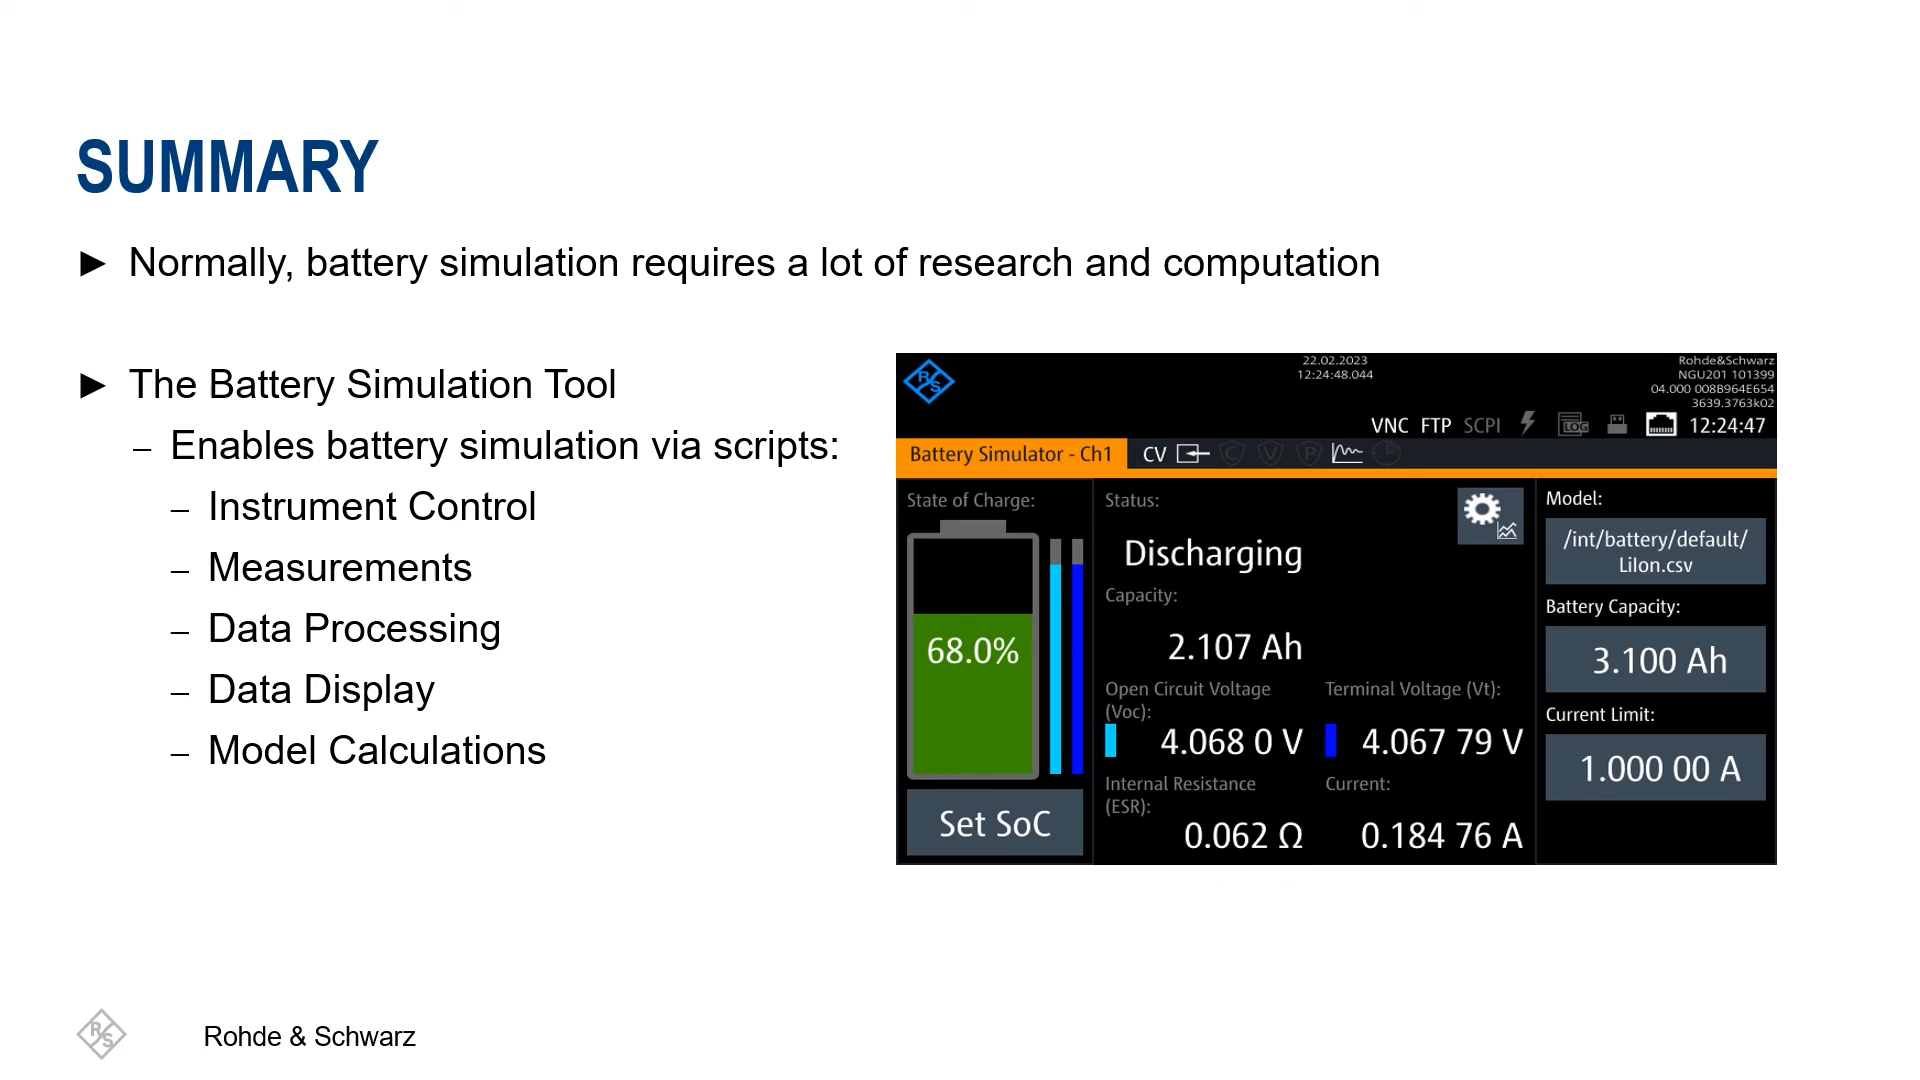 SUMMARY
► Normally, battery simulation requires a lot of research and computation
► The Battery Simulation Tool
– Enables battery simulation via scripts:
– Instrument Control
– Measurements
– Data Processing
– Data Display
– Model Calculations
R S
22.02.2023
12:24:48.044
Rohde&Schwarz
NGU201 101399
04.000 008B964E654
3639.3763k02
VNC FTP SCPI LOG 12:24:47
Battery Simulator - Ch1 CV C V P
State of Charge:
68.0%
Set SoC
Status:
Discharging
Capacity:
2.107 Ah
Open Circuit Voltage
(Voc):
4.068 0 V
Terminal Voltage (Vt):
4.067 79 V
Internal Resistance
(ESR):
0.062 Ω
Current:
0.184 76 A
Model:
/int/battery/default/
LiIon.csv
Battery Capacity:
3.100 Ah
Current Limit:
1.000 00 A
R S
Rohde & Schwarz